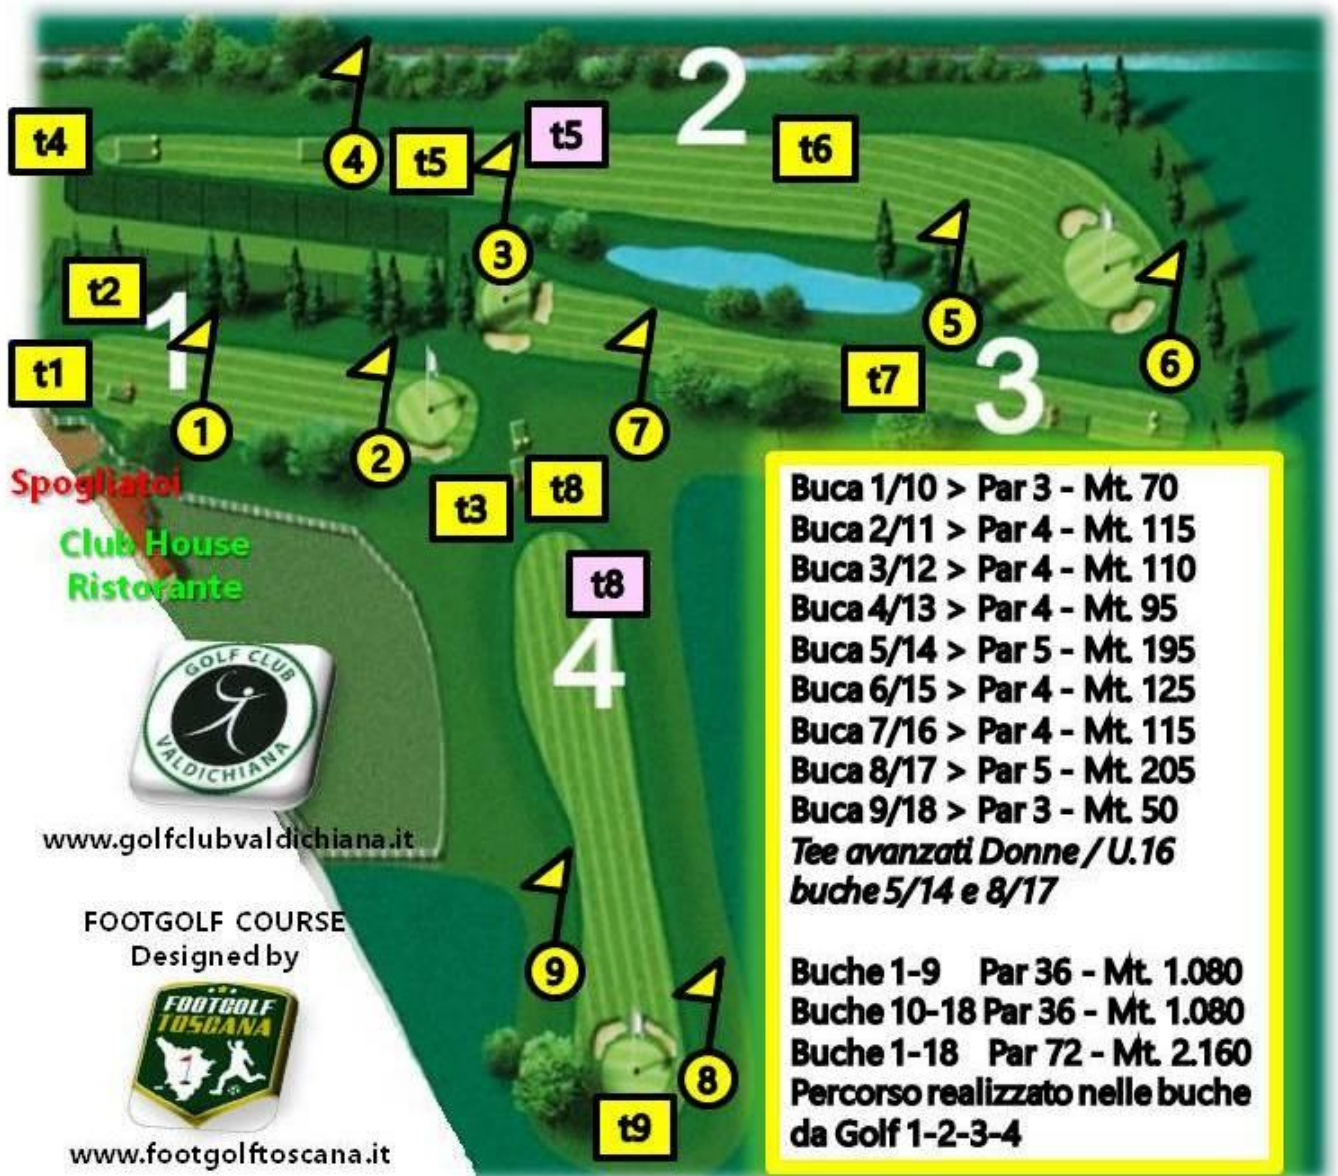 2
4
t4
t5
t5
t6
3
t2
1
5
6
3
t1
t7
1
2
7
Spogliatoi
Club House
Ristorante
t3
t8
t8
4
GOLF CLUB
VALDICHIANA
www.golfclubvaldichiana.it
9
8
t9
FOOTGOLF COURSE
Designed by
FOOTGOLF
TOSCANA
www.footgolftoscana.it
Buca 1/10 > Par 3 - Mt. 70
Buca 2/11 > Par 4 - Mt. 115
Buca 3/12 > Par 4 - Mt. 110
Buca 4/13 > Par 4 - Mt. 95
Buca 5/14 > Par 5 - Mt. 195
Buca 6/15 > Par 4 - Mt. 125
Buca 7/16 > Par 4 - Mt. 115
Buca 8/17 > Par 5 - Mt. 205
Buca 9/18 > Par 3 - Mt. 50
Tee avanzati Donne / U.16
buche 5/14 e 8/17
Buche 1-9 Par 36 - Mt. 1.080
Buche 10-18 Par 36 - Mt. 1.080
Buche 1-18 Par 72 - Mt. 2.160
Percorso realizzato nelle buche
da Golf 1-2-3-4